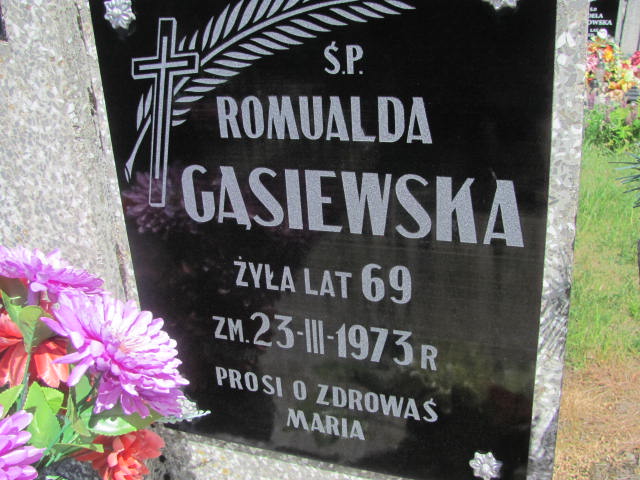 Ś.P.
ROMUALDA
GĄSIEWSKA
ŻYŁA LAT 69
ZM. 23-III-1973 R
PROSI O ZDROWAŚ
MARIA